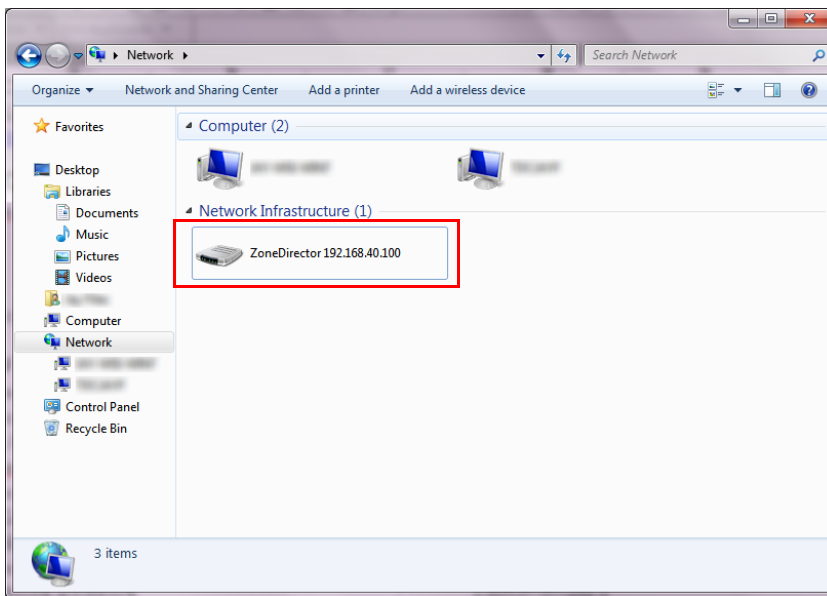 Network
Search Network
Organize
Network and Sharing Center
Add a printer
Add a wireless device
Favorites
Desktop
Libraries
Documents
Music
Pictures
Videos
Computer
Network
Control Panel
Recycle Bin
Computer (2)
Network Infrastructure (1)
ZoneDirector 192.168.40.100
3 items